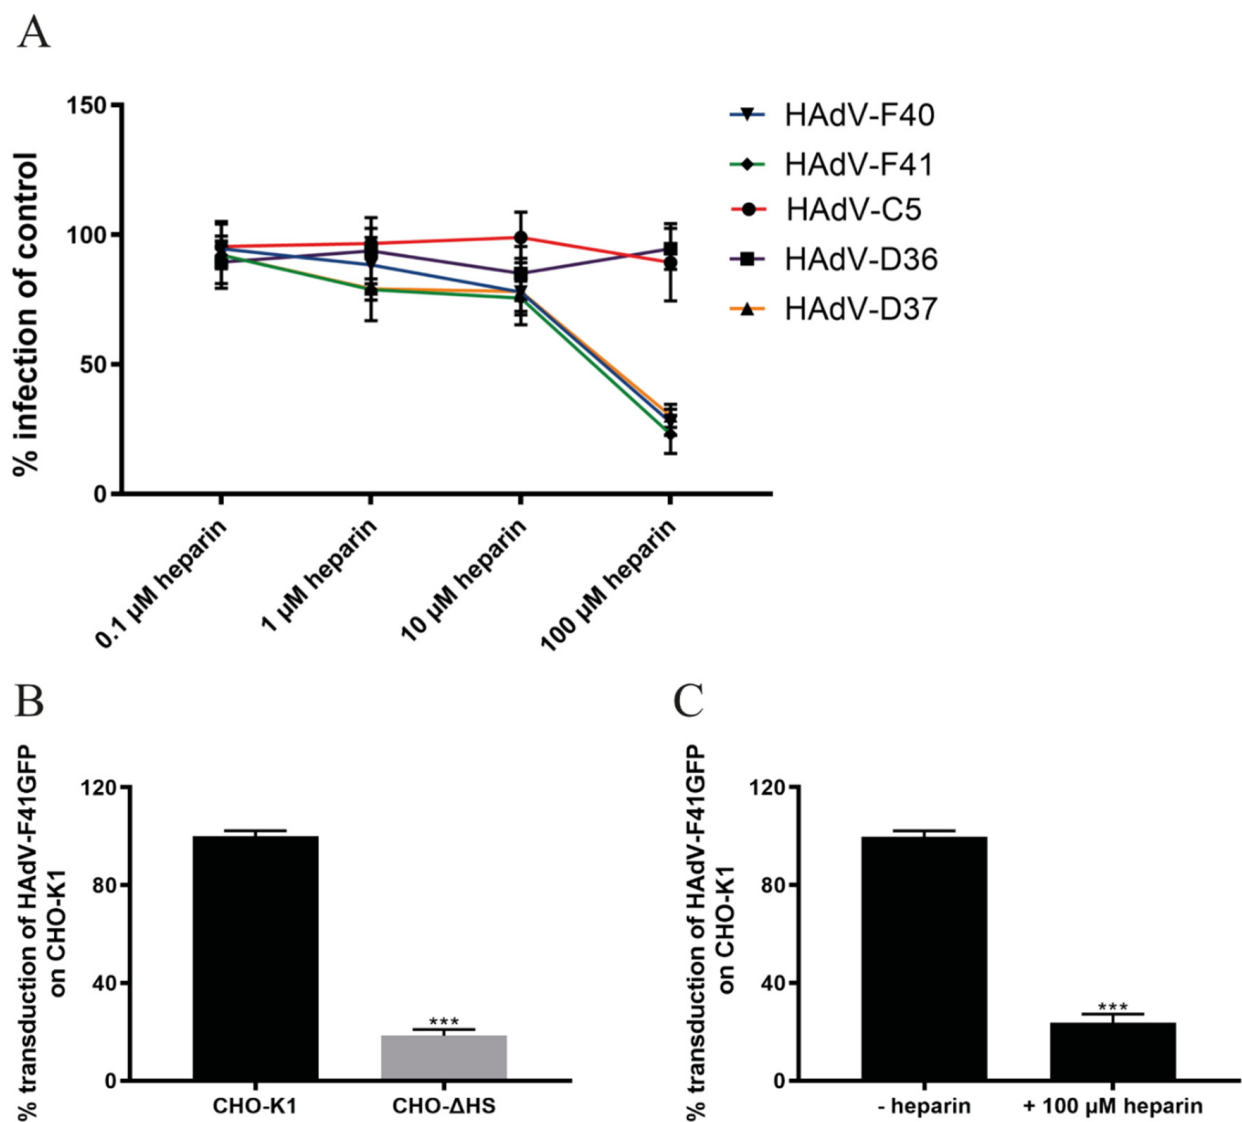 A
% infection of control
150
100
50
0
0.1 µM heparin
1 µM heparin
10 µM heparin
100 µM heparin
HAdV-F40
HAdV-F41
HAdV-C5
HAdV-D36
HAdV-D37
B
% transduction of HAdV-F41GFP
on CHO-K1
120
80
40
0
***
CHO-K1
CHO-ΔHS
C
% transduction of HAdV-F41GFP
on CHO-K1
120
80
40
0
***
- heparin
+ 100 µM heparin